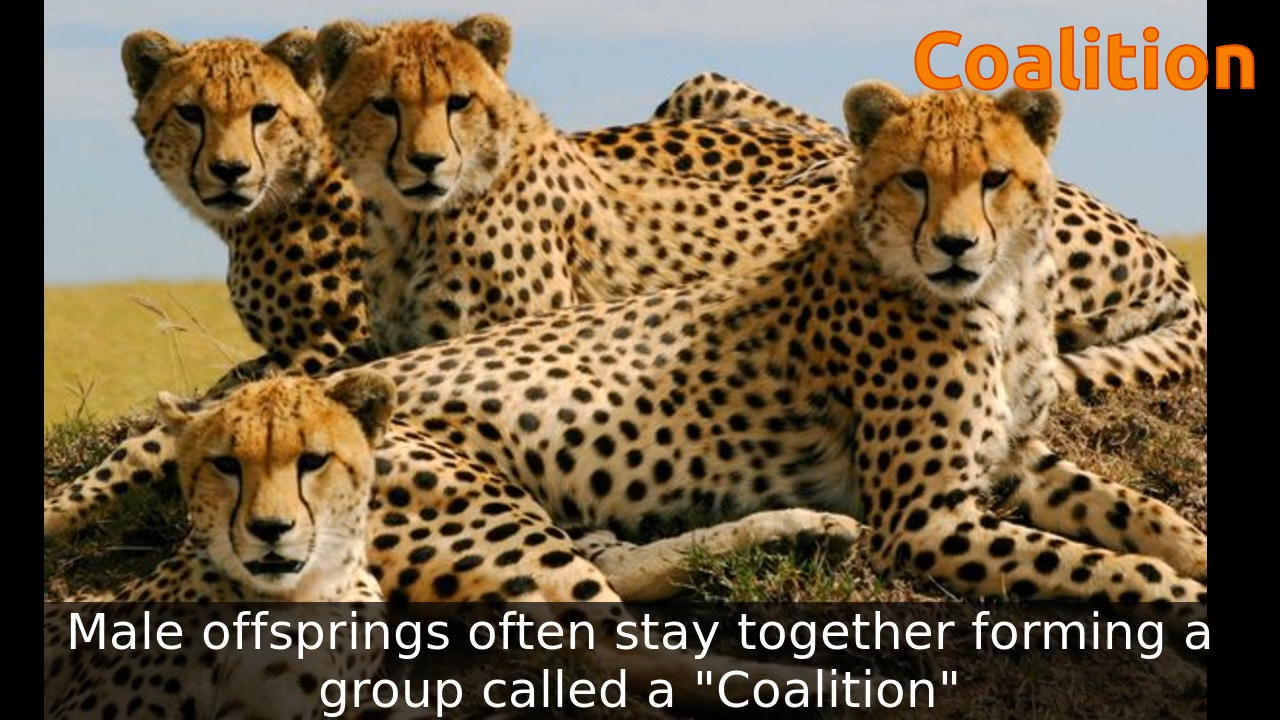 Coalition
Male offsprings often stay together forming a
group called a "Coalition"